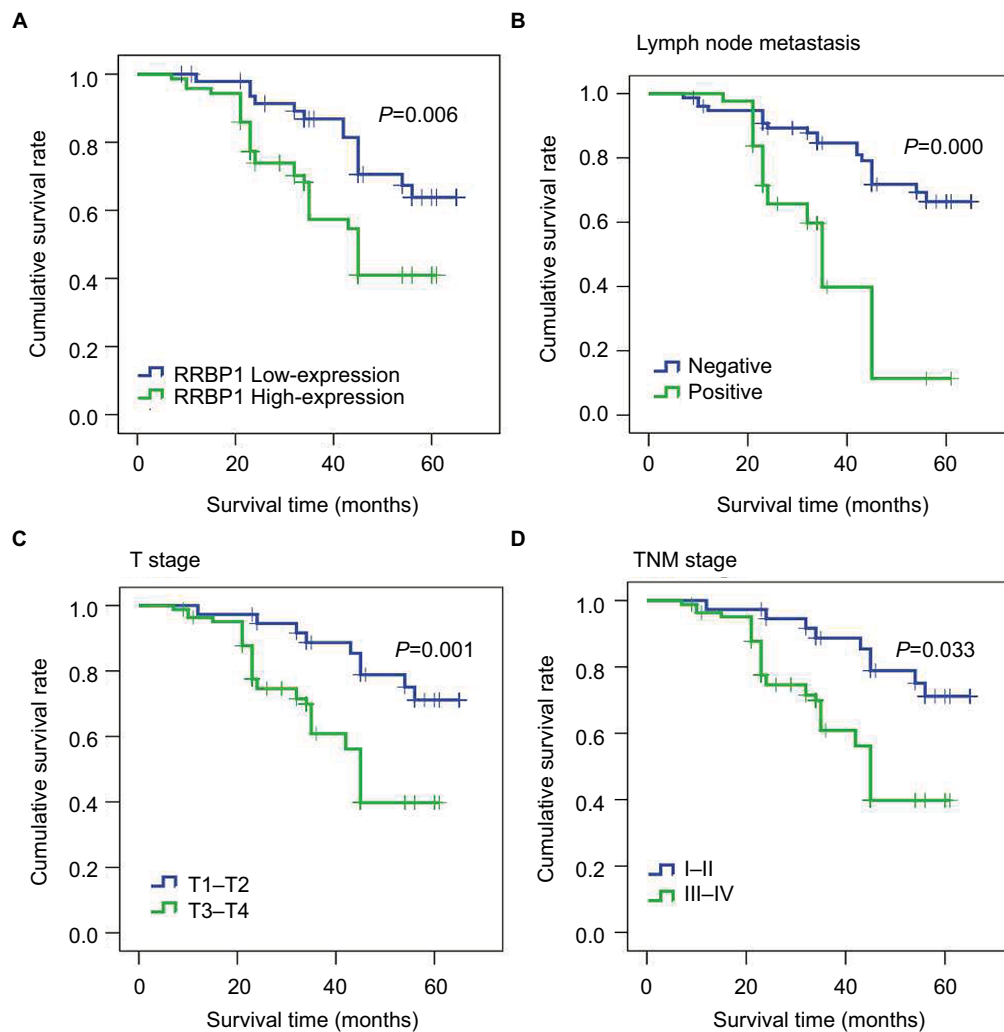 A
P=0.006
Cumulative survival rate
1.0
0.8
0.6
0.4
0.2
0.0
RRBP1 Low-expression
RRBP1 High-expression
0 20 40 60
Survival time (months)
B
Lymph node metastasis
P=0.000
Cumulative survival rate
1.0
0.8
0.6
0.4
0.2
0.0
Negative
Positive
0 20 40 60
Survival time (months)
C
T stage
P=0.001
Cumulative survival rate
1.0
0.8
0.6
0.4
0.2
0.0
T1–T2
T3–T4
0 20 40 60
Survival time (months)
D
TNM stage
P=0.033
Cumulative survival rate
1.0
0.8
0.6
0.4
0.2
0.0
I–II
III–IV
0 20 40 60
Survival time (months)